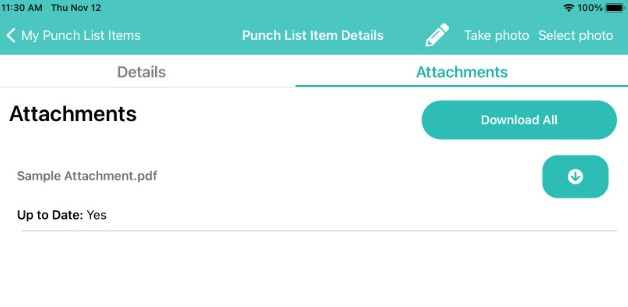 11:30 AM Thu Nov 12 100%
My Punch List Items Punch List Item Details Take photo Select photo
Details Attachments
Attachments Download All
Sample Attachment.pdf
Up to Date: Yes